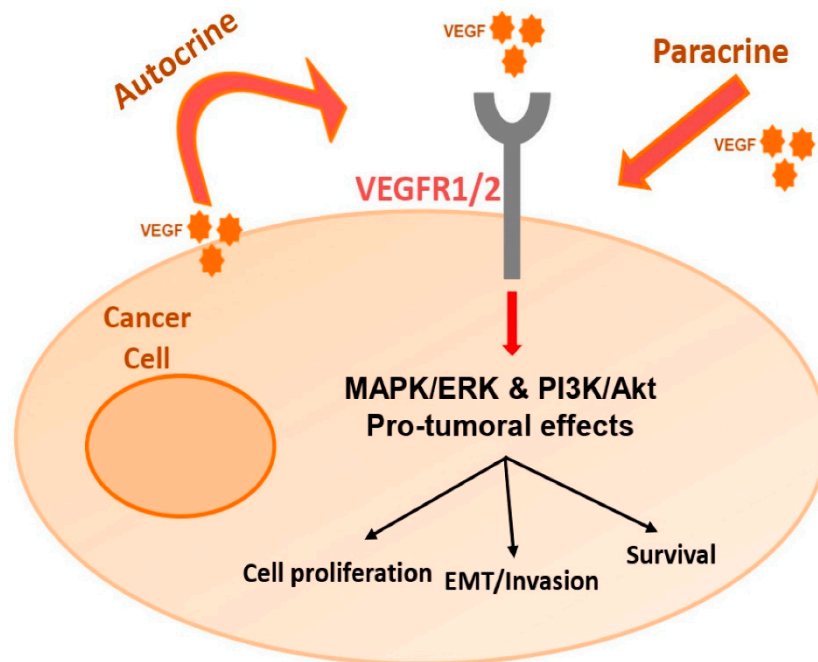 Autocrine
VEGF
Paracrine
VEGF
VEGFR1/2
VEGF
Cancer
Cell
MAPK/ERK & PI3K/Akt
Pro-tumoral effects
Cell proliferation
EMT/Invasion
Survival